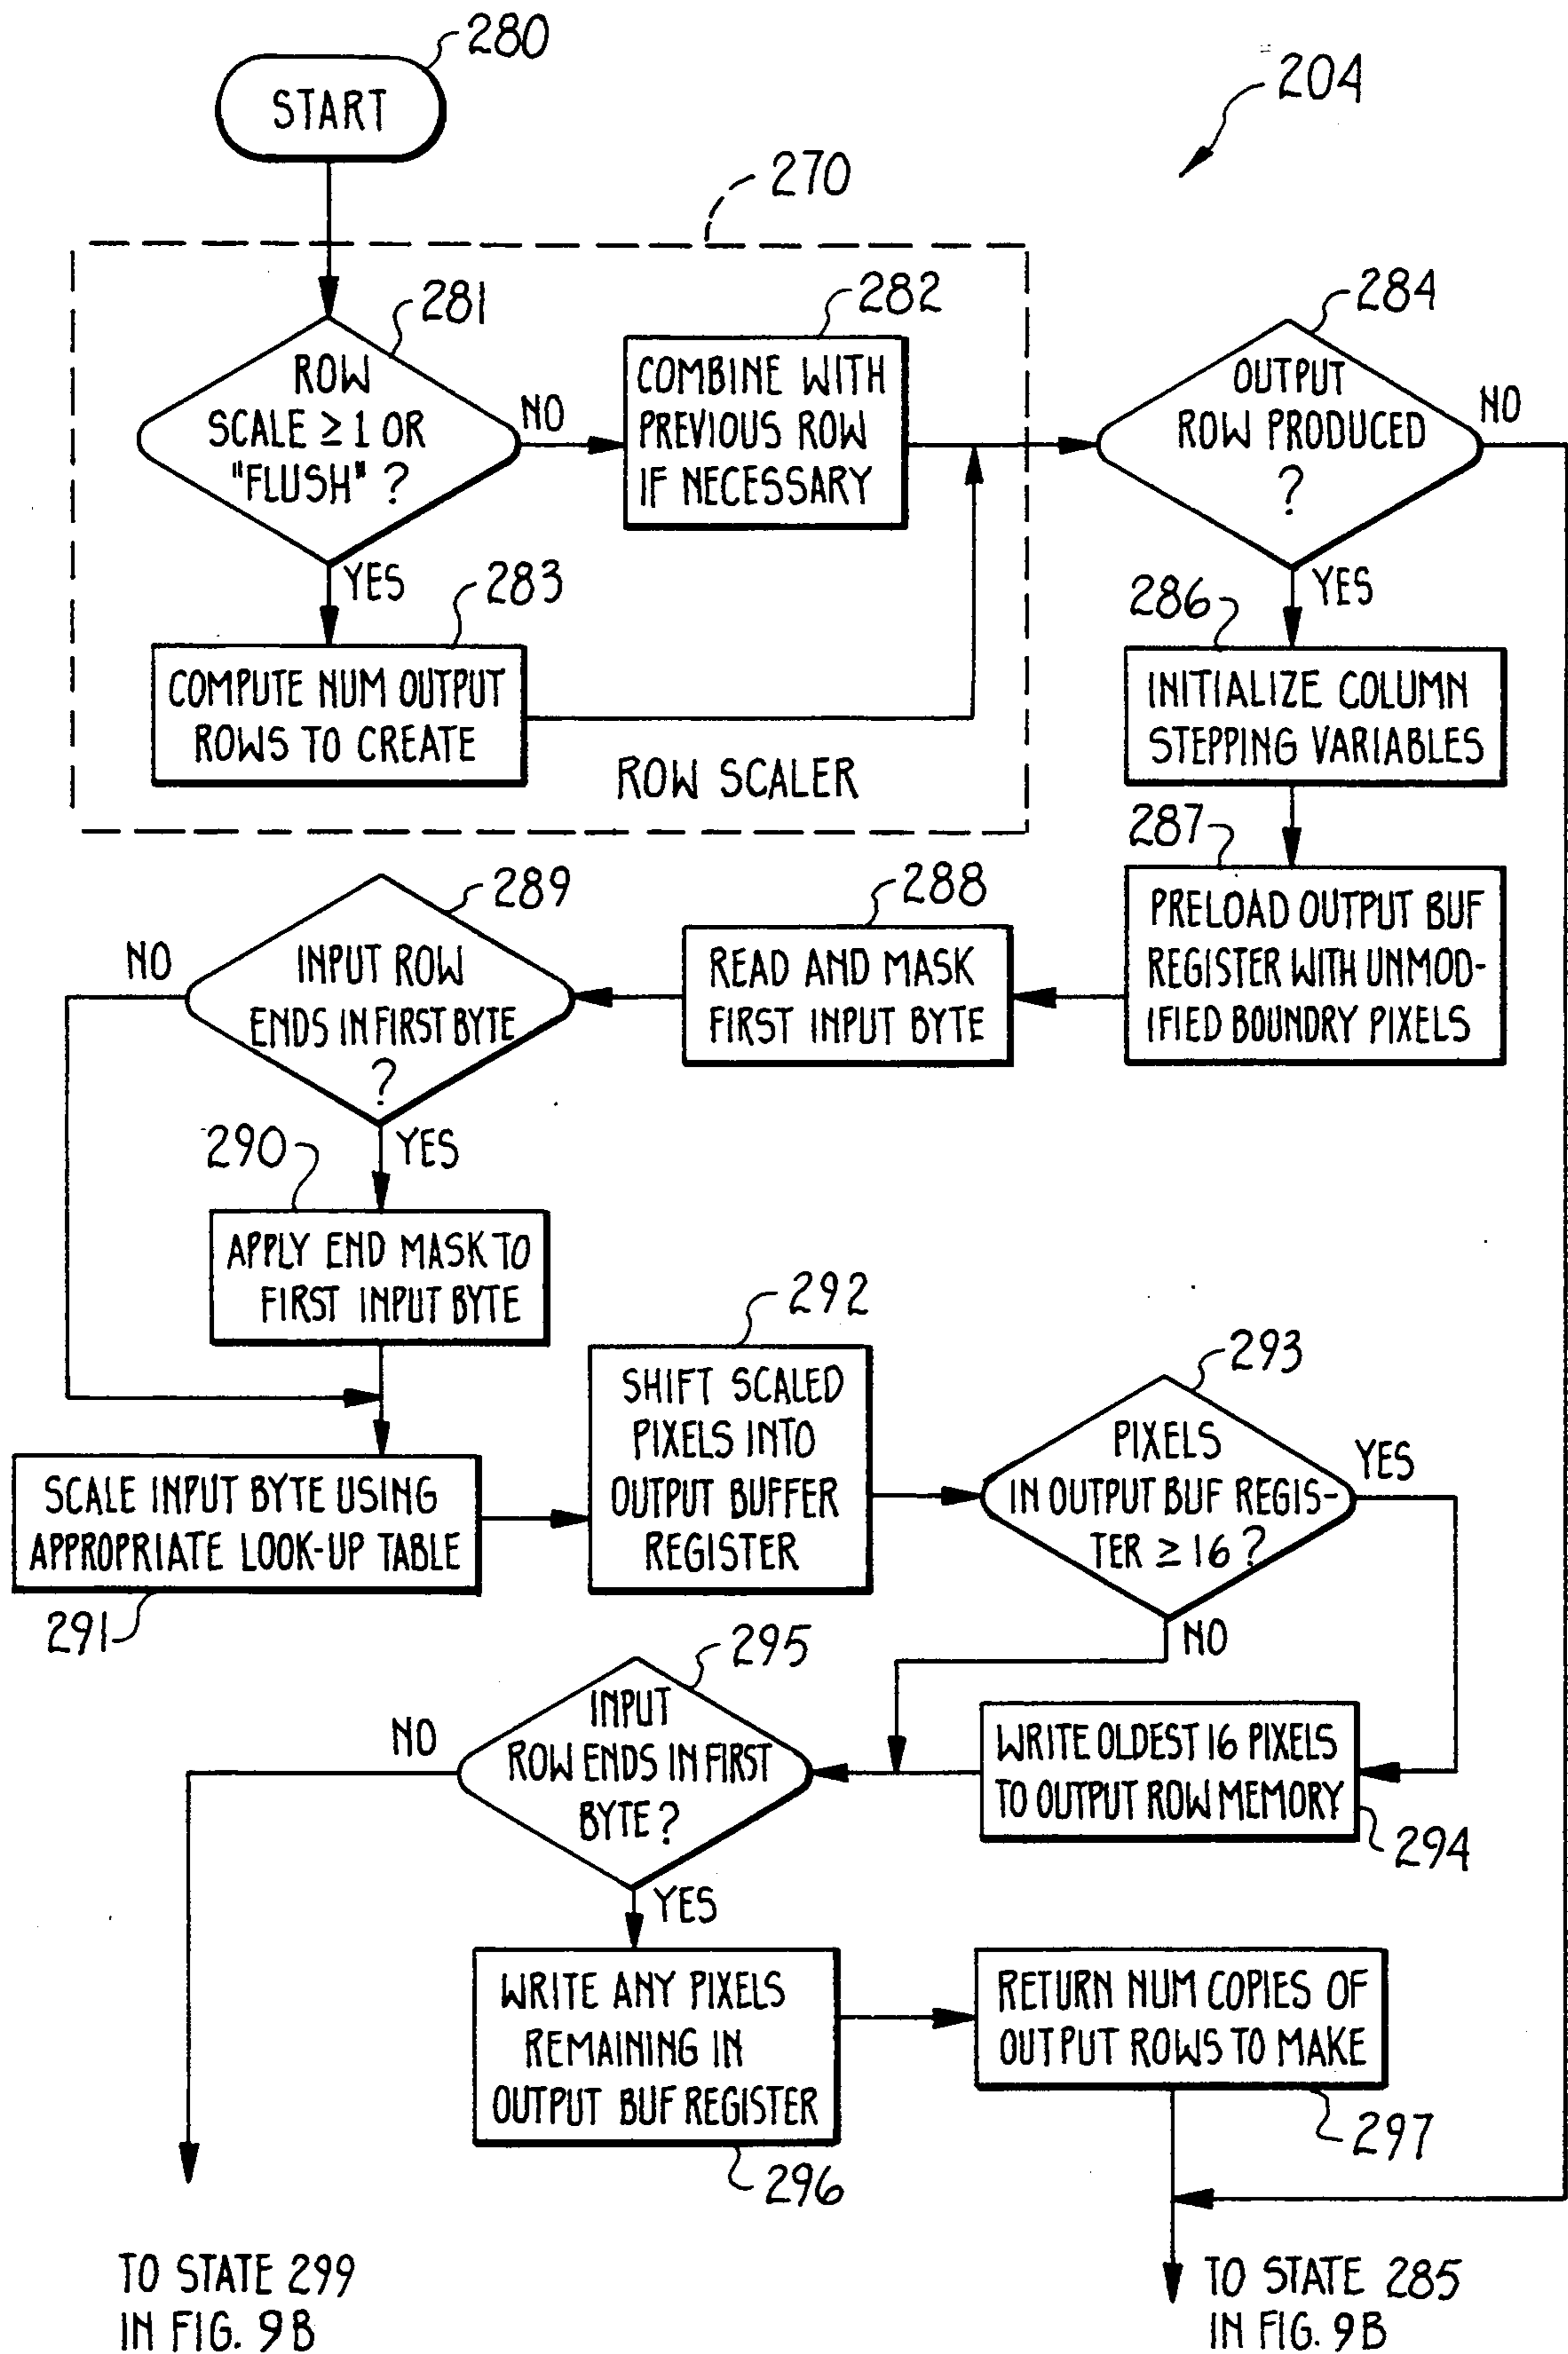 280
START
204
270
281
ROW
SCALE ≥ 1 OR
"FLUSH" ?
NO
YES
282
COMBINE WITH
PREVIOUS ROW
IF NECESSARY
283
COMPUTE NUM OUTPUT
ROWS TO CREATE
ROW SCALER
284
OUTPUT
ROW PRODUCED
?
NO
YES
286
INITIALIZE COLUMN
STEPPING VARIABLES
287
PRELOAD OUTPUT BUF
REGISTER WITH UNMOD-
IFIED BOUNDRY PIXELS
288
READ AND MASK
FIRST INPUT BYTE
289
INPUT ROW
ENDS IN FIRST BYTE
?
NO
YES
290
APPLY END MASK TO
FIRST INPUT BYTE
SCALE INPUT BYTE USING
APPROPRIATE LOOK-UP TABLE
291
292
SHIFT SCALED
PIXELS INTO
OUTPUT BUFFER
REGISTER
293
PIXELS
IN OUTPUT BUF REGIS-
TER ≥ 16 ?
YES
NO
WRITE OLDEST 16 PIXELS
TO OUTPUT ROW MEMORY
294
295
INPUT
ROW ENDS IN FIRST
BYTE ?
NO
YES
WRITE ANY PIXELS
REMAINING IN
OUTPUT BUF REGISTER
296
RETURN NUM COPIES OF
OUTPUT ROWS TO MAKE
297
TO STATE 299
IN FIG. 9B
TO STATE 285
IN FIG. 9B